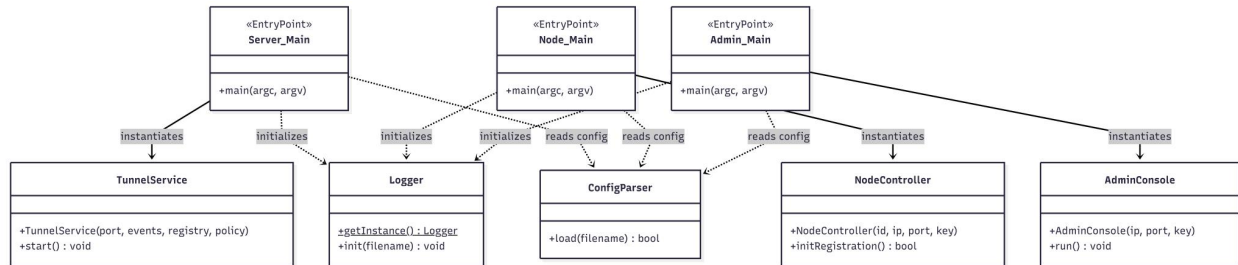 «EntryPoint»
Server_Main
+main(argc, argv)
«EntryPoint»
Node_Main
+main(argc, argv)
«EntryPoint»
Admin_Main
+main(argc, argv)
instantiates
initializes
initializes
initializes
reads config
reads config
reads config
instantiates
instantiates
TunnelService
+TunnelService(port, events, registry, policy)
+start() : void
Logger
+getInstance() : Logger
+init(filename) : void
ConfigParser
+load(filename) : bool
NodeController
+NodeController(id, ip, port, key)
+initRegistration() : bool
AdminConsole
+AdminConsole(ip, port, key)
+run() : void